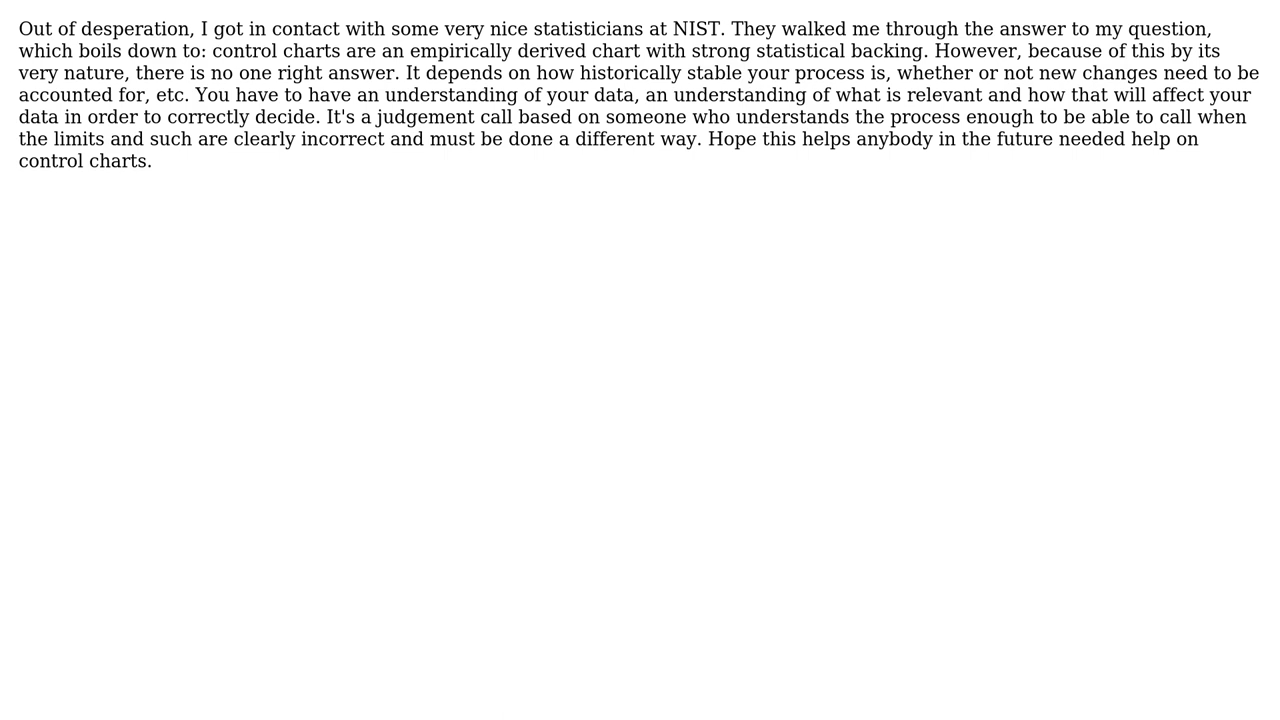 Out of desperation, I got in contact with some very nice statisticians at NIST. They walked me through the answer to my question,
which boils down to: control charts are an empirically derived chart with strong statistical backing. However, because of this by its
very nature, there is no one right answer. It depends on how historically stable your process is, whether or not new changes need to be
accounted for, etc. You have to have an understanding of your data, an understanding of what is relevant and how that will affect your
data in order to correctly decide. It's a judgement call based on someone who understands the process enough to be able to call when
the limits and such are clearly incorrect and must be done a different way. Hope this helps anybody in the future needed help on
control charts.